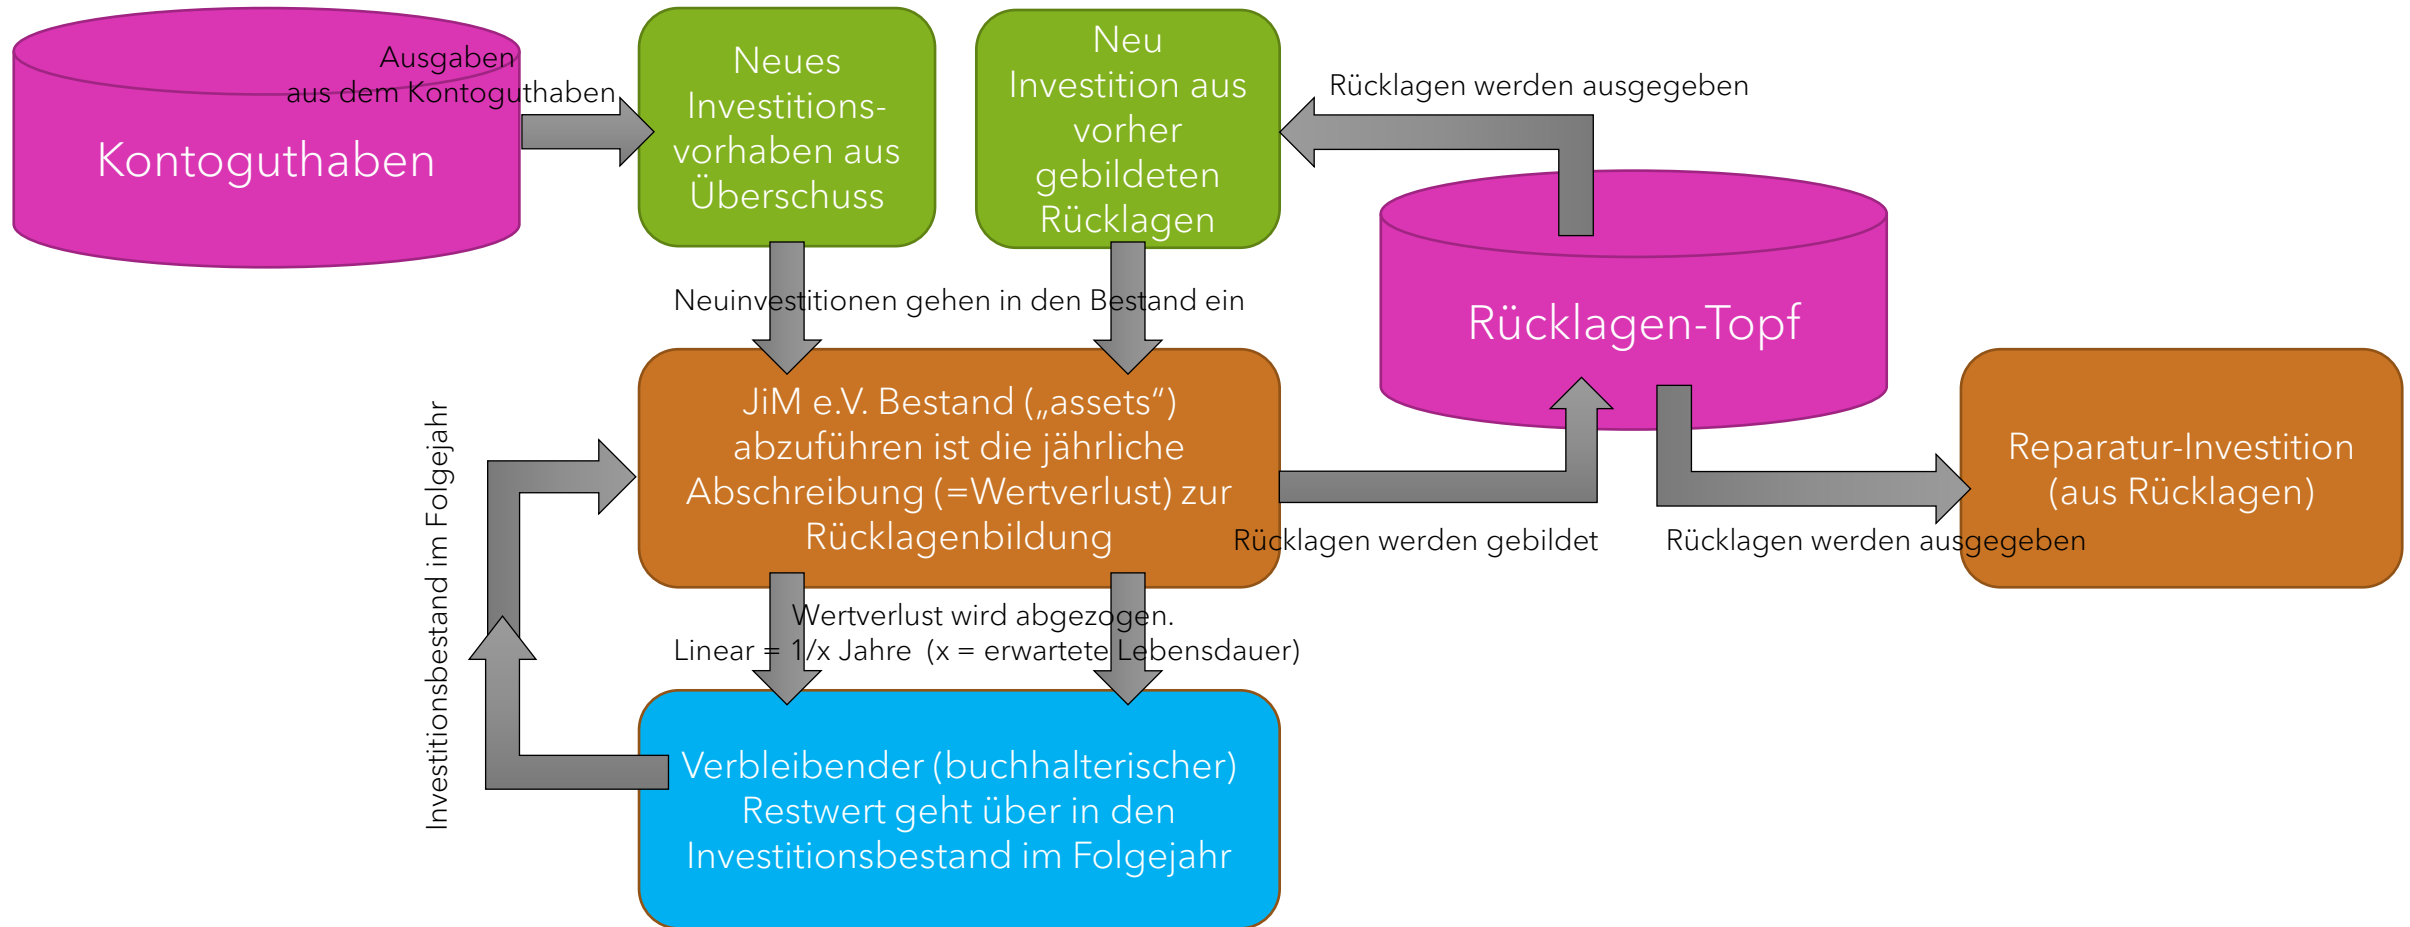 Ausgaben
aus dem Kontoguthaben
Kontoguthaben
Neues
Investitions-
vorhaben aus
Überschuss
Neu
Investition aus
vorher
gebildeten
Rücklagen
Rücklagen werden ausgegeben
Rücklagen-Topf
Neuinvestitionen gehen in den Bestand ein
JiM e.V. Bestand („assets“)
abzuführen ist die jährliche
Abschreibung (=Wertverlust) zur
Rücklagenbildung
Rücklagen werden gebildet
Rücklagen werden ausgegeben
Reparatur-Investition
(aus Rücklagen)
Investitionsbestand im Folgejahr
Wertverlust wird abgezogen.
Linear = 1/x Jahre (x = erwartete Lebensdauer)
Verbleibender (buchhalterischer)
Restwert geht über in den
Investitionsbestand im Folgejahr